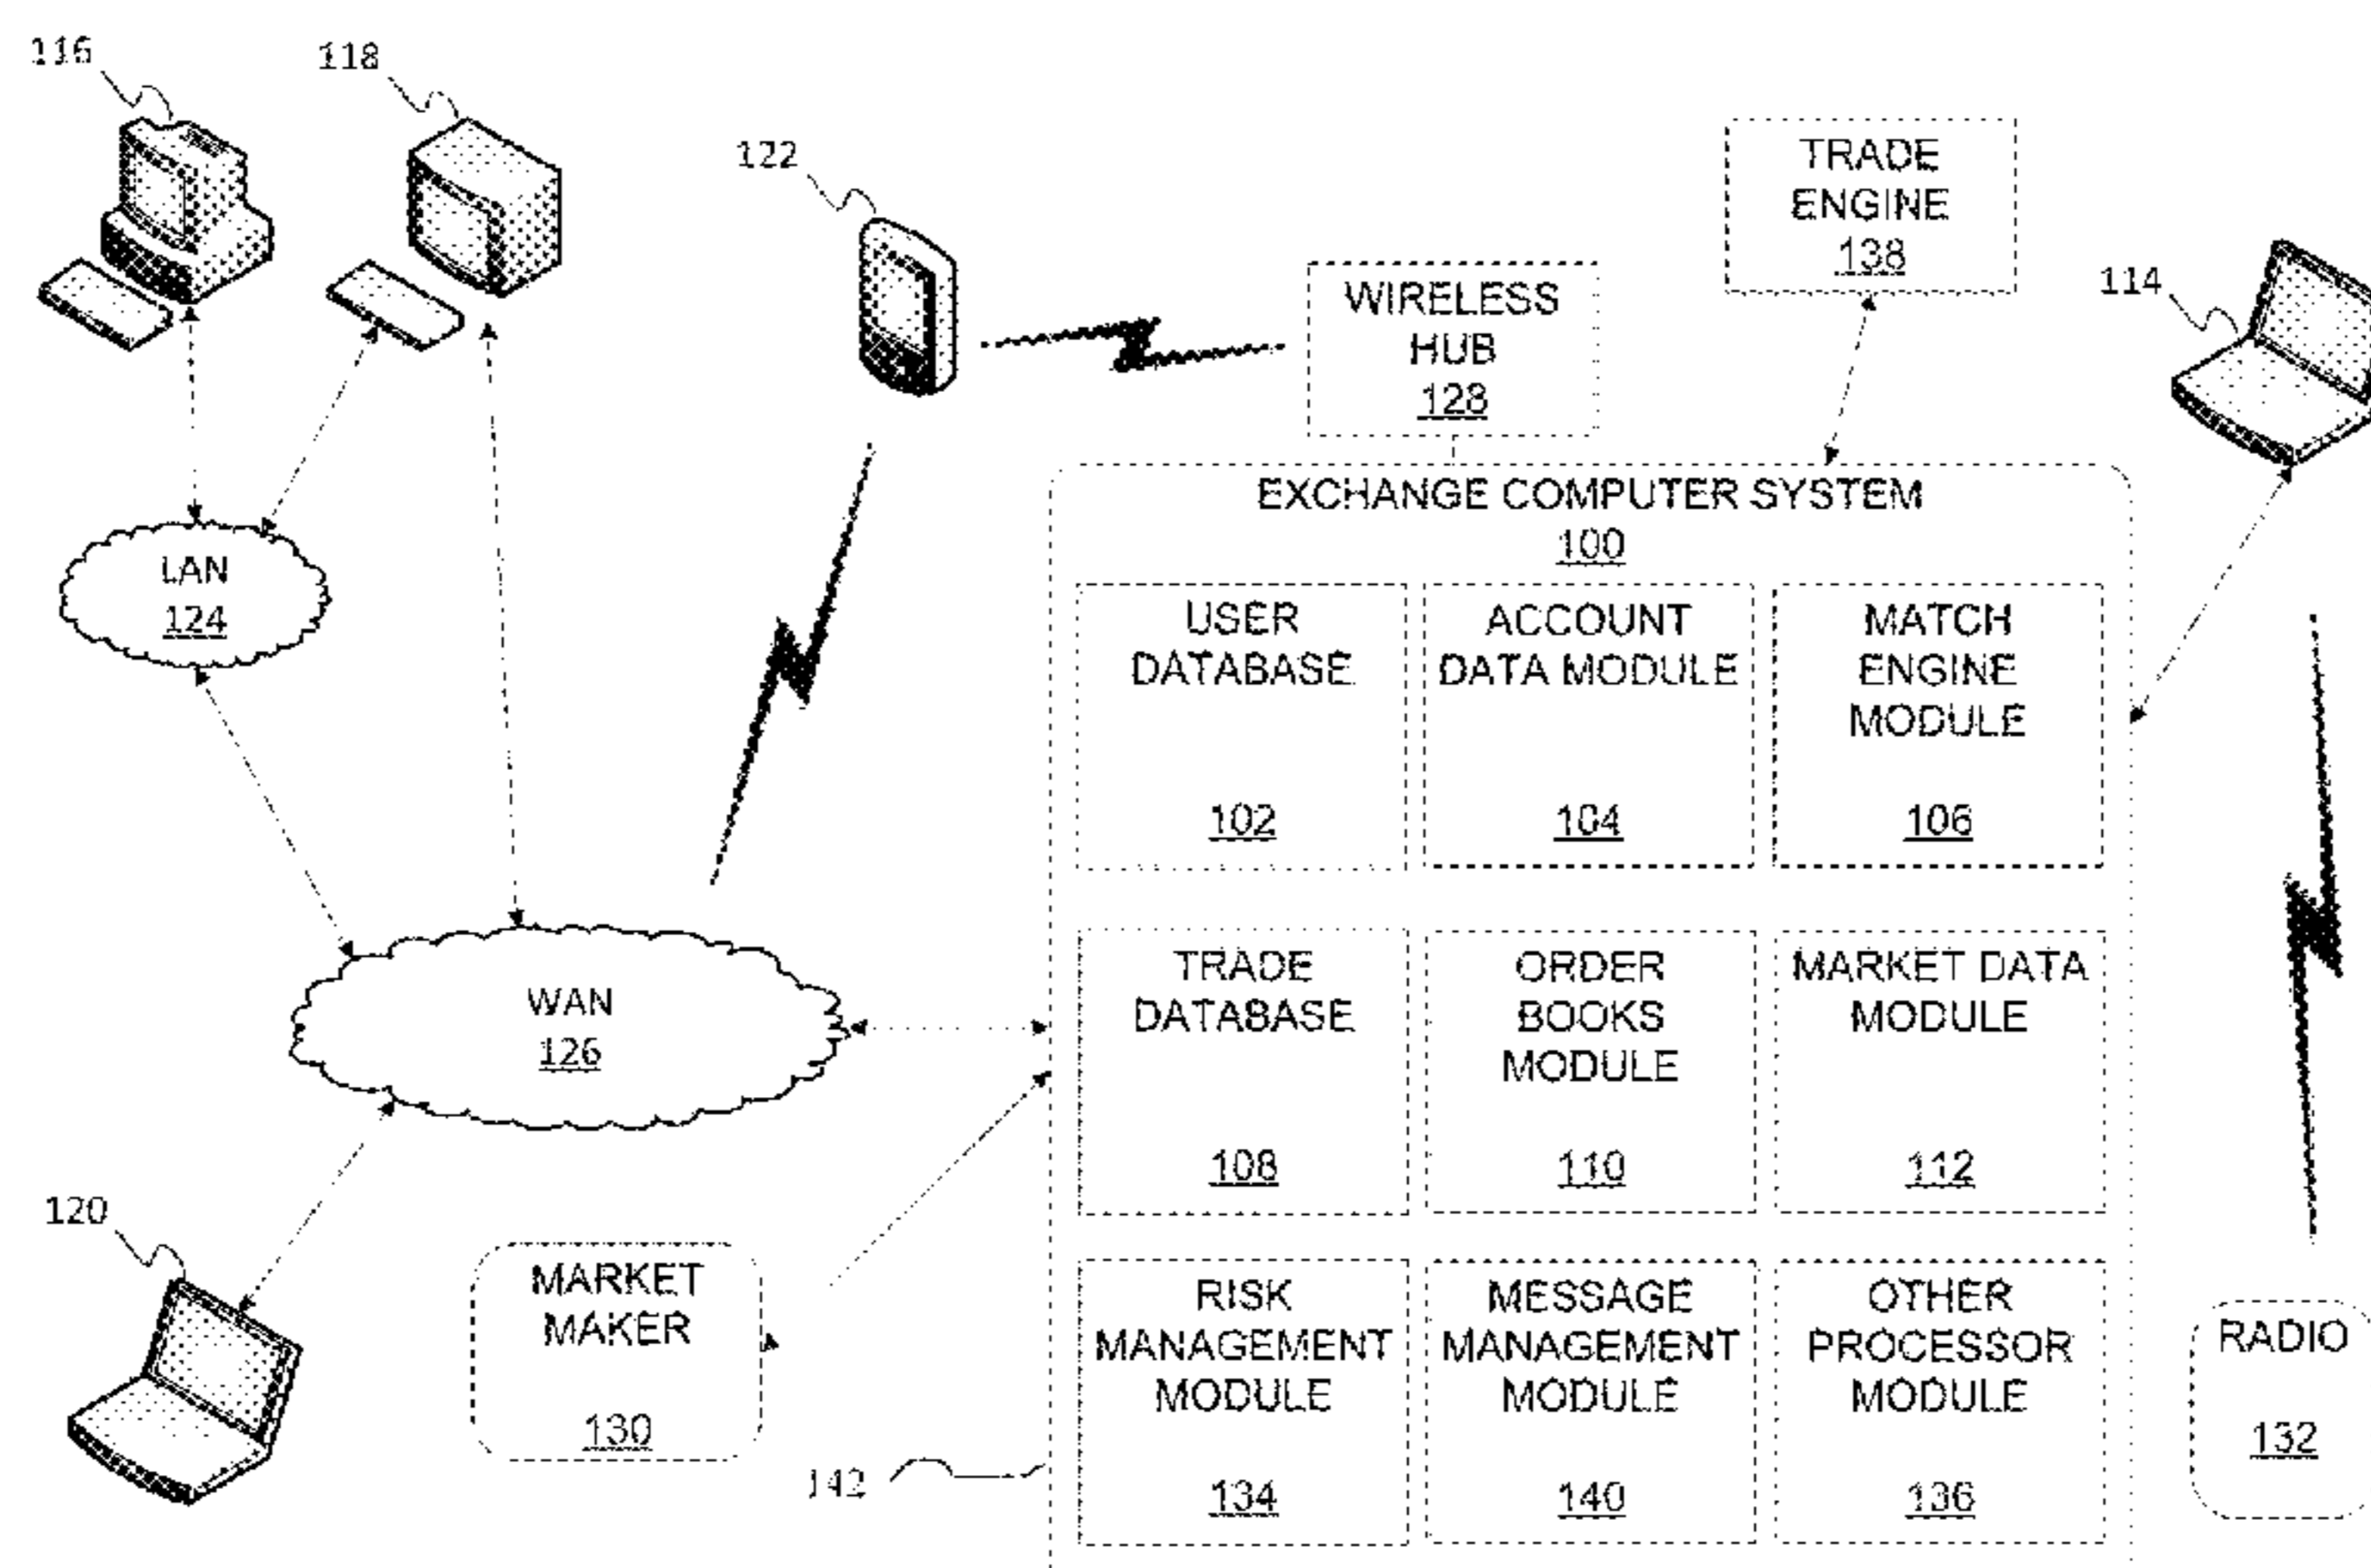 116
118
122
TRADE
ENGINE
138
114
WIRELESS
HUB
128
EXCHANGE COMPUTER SYSTEM
100
LAN
124
USER
DATABASE
102
ACCOUNT
DATA MODULE
104
MATCH
ENGINE
MODULE
106
WAN
126
TRADE
DATABASE
108
ORDER
BOOKS
MODULE
110
MARKET DATA
MODULE
112
120
MARKET
MAKER
130
142
RISK
MANAGEMENT
MODULE
134
MESSAGE
MANAGEMENT
MODULE
140
OTHER
PROCESSOR
MODULE
136
RADIO
132